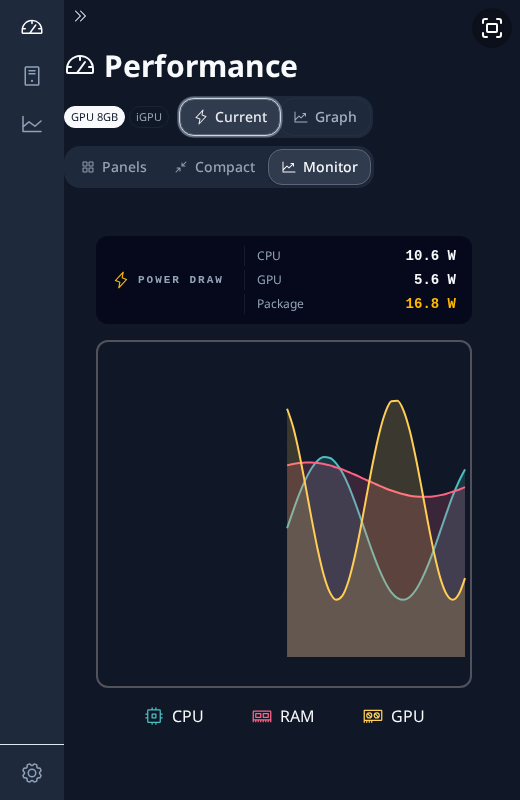 Performance
GPU 8GB iGPU Current Graph
Panels Compact Monitor
POWER DRAW
CPU 10.6 W
GPU 5.6 W
Package 16.8 W
CPU RAM GPU